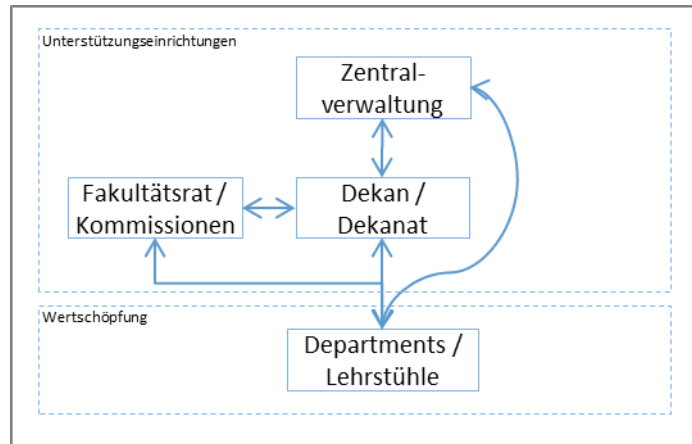 Unterstützungseinrichtungen
Zentral-
verwaltung
Fakultätsrat /
Kommissionen
Dekan /
Dekanat
Wertschöpfung
Departments /
Lehrstühle